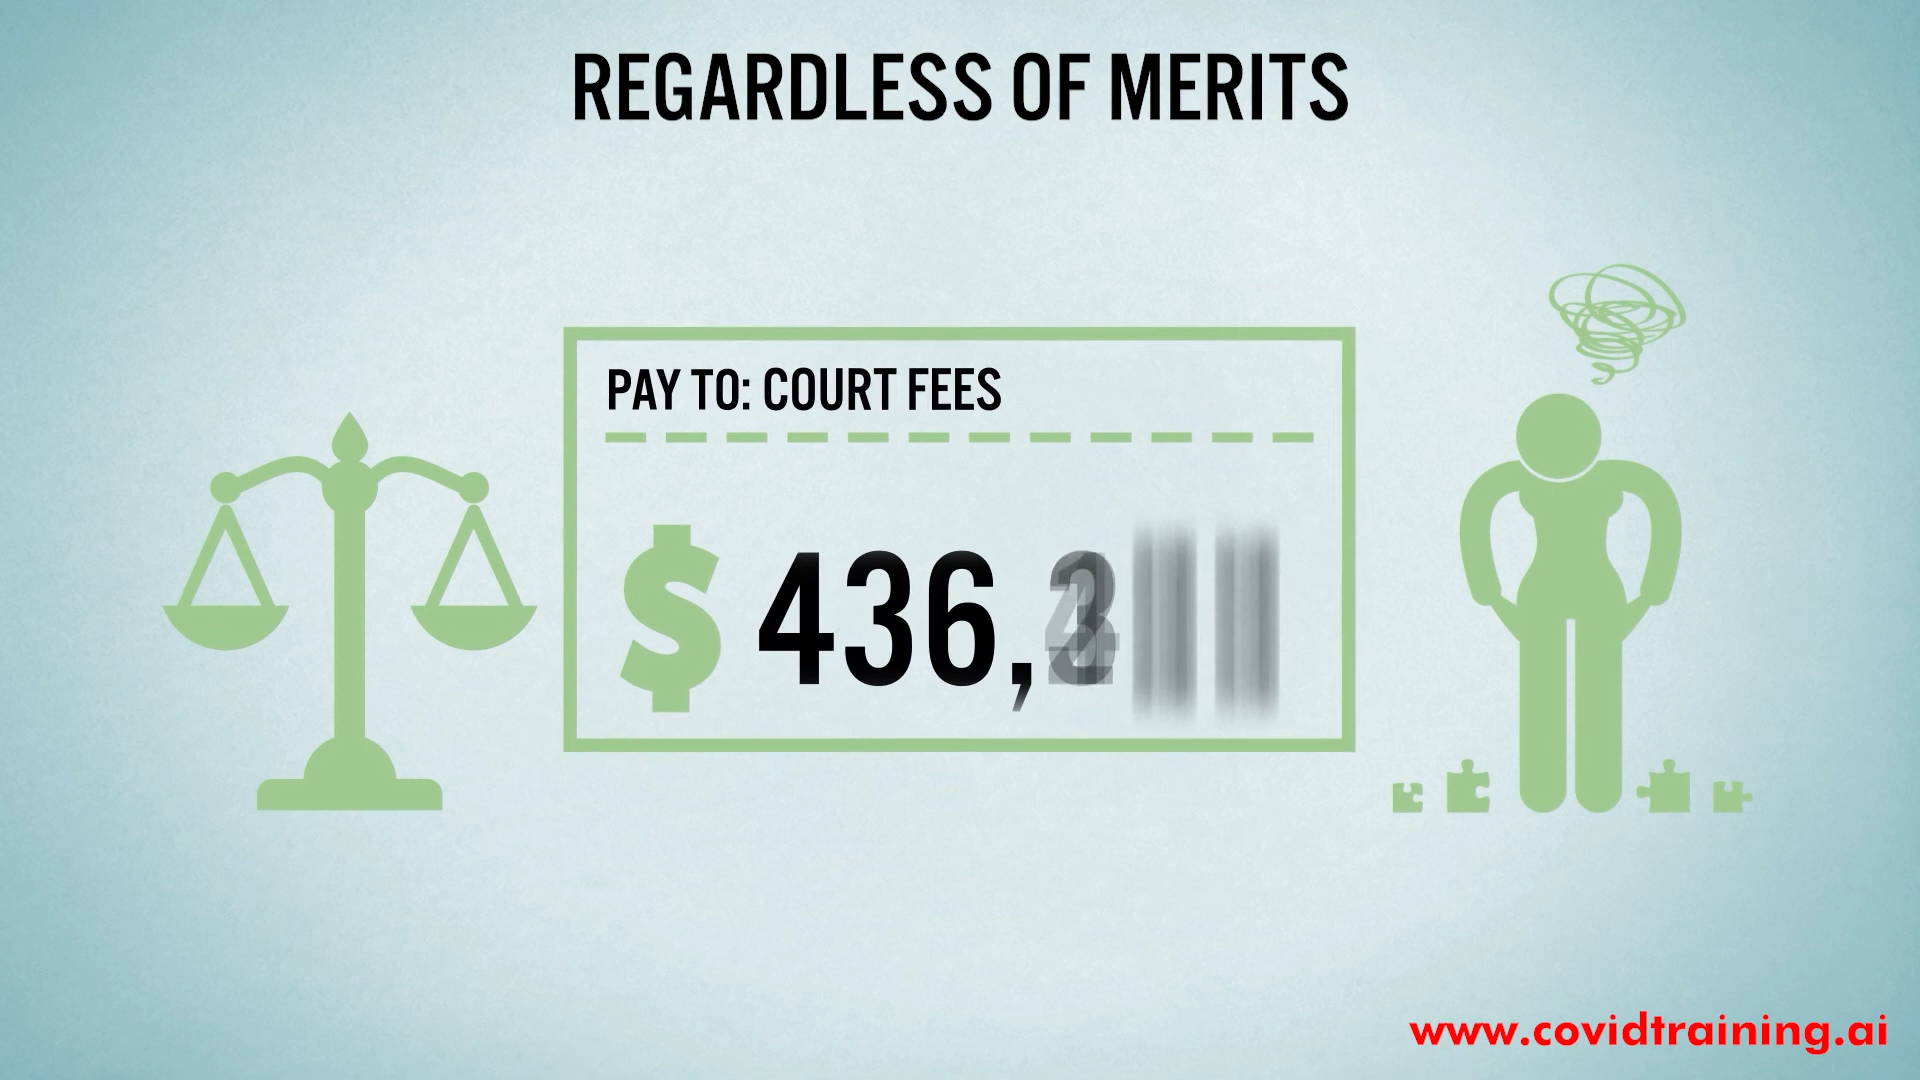 REGARDLESS OF MERITS
PAY TO: COURT FEES
$ 436,
www.covidtraining.ai